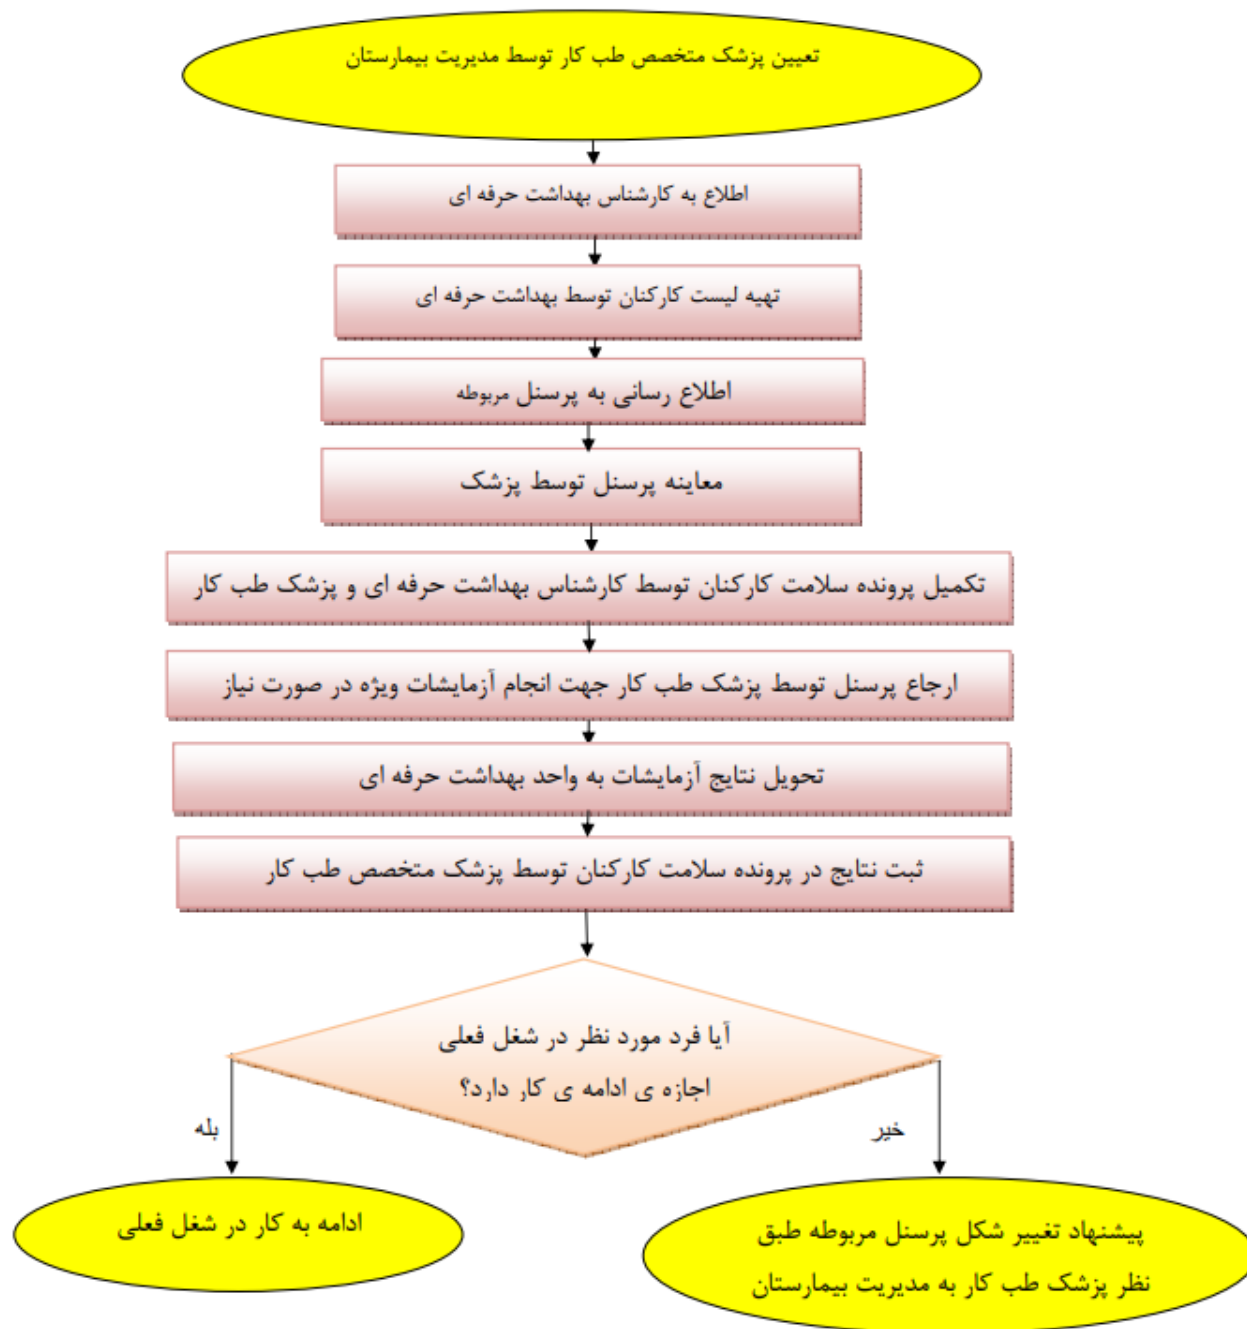 تعیین پزشک متخصص طب کار توسط مدیریت بیمارستان
اطلاع به کارشناس بهداشت حرفه ای
تهیه لیست کارکنان توسط بهداشت حرفه ای
اطلاع رسانی به پرسنل مربوطه
معاینه پرسنل توسط پزشک
تکمیل پرونده سلامت کارکنان توسط کارشناس بهداشت حرفه ای و پزشک طب کار
ارجاع پرسنل توسط پزشک طب کار جهت انجام آزمایشات ویژه در صورت نیاز
تحویل نتایج آزمایشات به واحد بهداشت حرفه ای
ثبت نتایج در پرونده سلامت کارکنان توسط پزشک متخصص طب کار
آیا فرد مورد نظر در شغل فعلی
اجازه ی ادامه ی کار دارد؟
خیر
بله
پیشنهاد تغییر شکل پرسنل مربوطه طبق
نظر پزشک طب کار به مدیریت بیمارستان
ادامه به کار در شغل فعلی